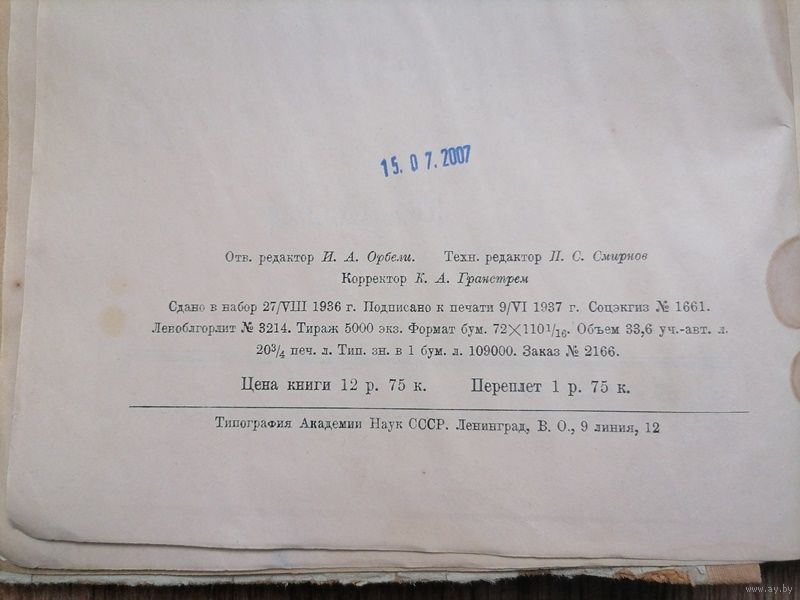 15. 07. 2007
Отв. редактор И. А. Орбели. Техн. редактор П. С. Смирнов
Корректор К. А. Гранстрем
Сдано в набор 27/VIII 1936 г. Подписано к печати 9/VI 1937 г. Соцэкгиз № 1661.
Леноблгорлит № 3214. Тираж 5000 экз. Формат бум. 72×110 1/16. Объем 33,6 уч.-авт. л.
20 3/4 печ. л. Тип. зн. в 1 бум. л. 109000. Заказ № 2166.
Цена книги 12 р. 75 к. Переплет 1 р. 75 к.
Типография Академии Наук СССР. Ленинград, В. О., 9 линия, 12
www.ay.by